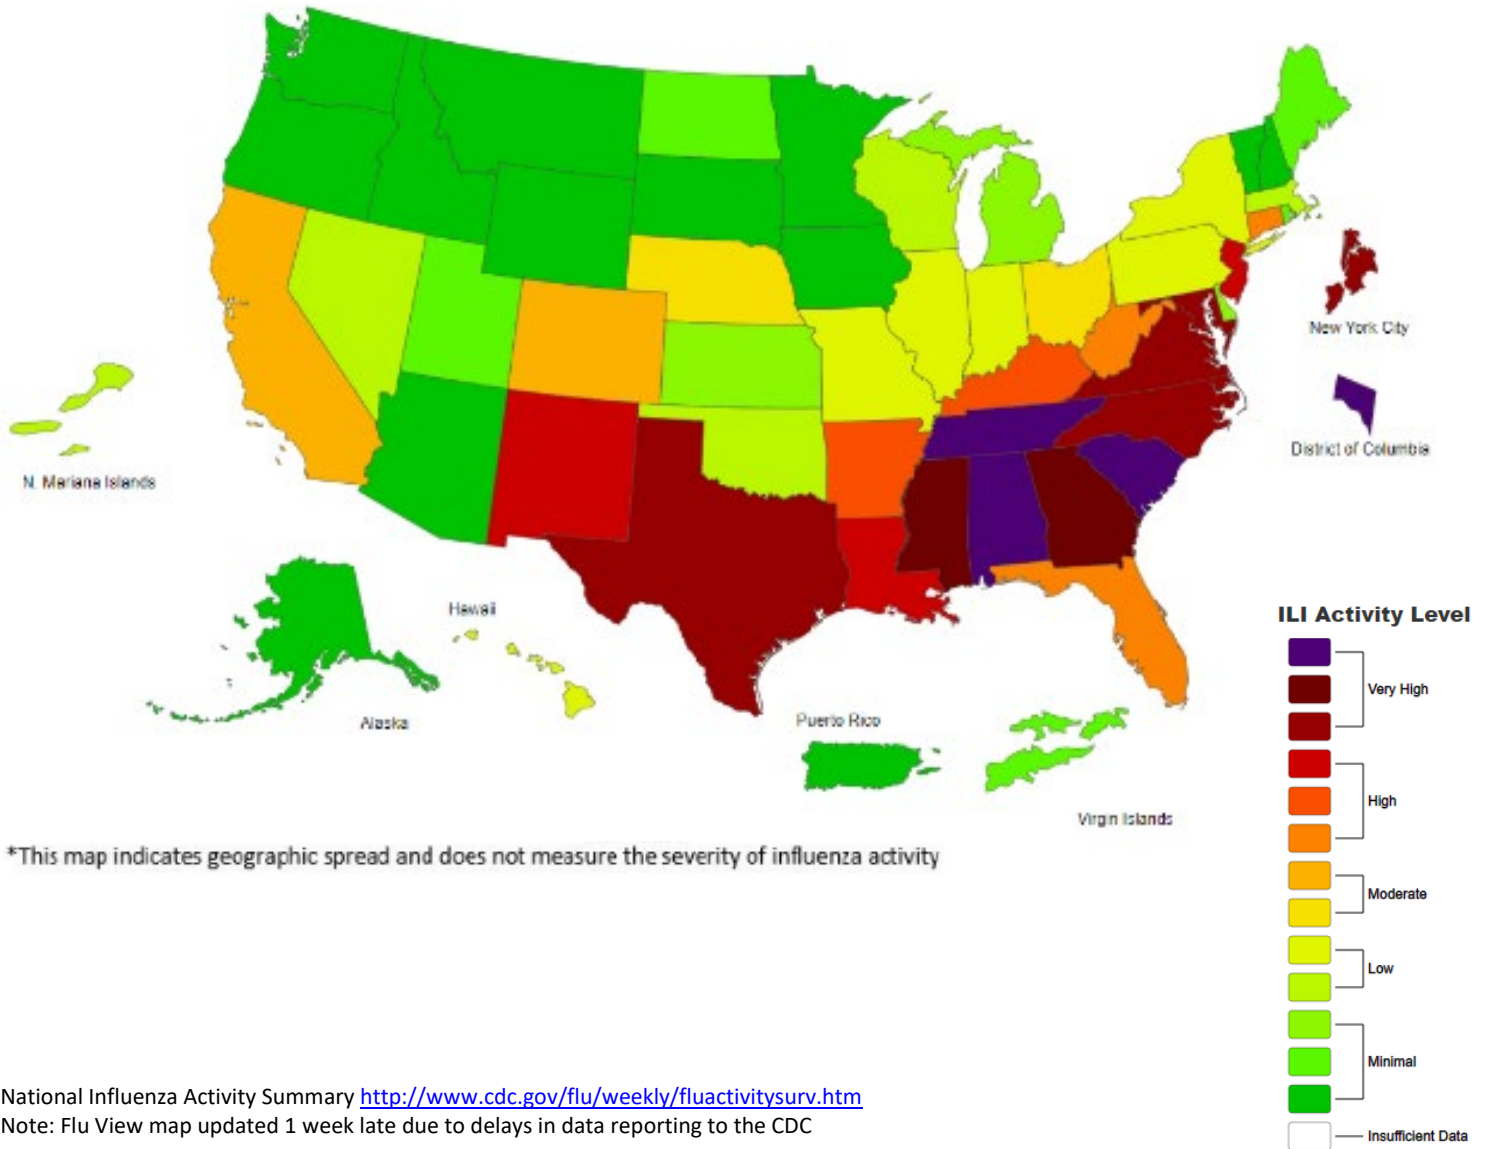 New York City
District of Columbia
N. Mariana Islands
Hawaii
Alaska
Puerto Rico
Virgin Islands
ILI Activity Level
Very High
High
Moderate
Low
Minimal
Insufficient Data
*This map indicates geographic spread and does not measure the severity of influenza activity
National Influenza Activity Summary http://www.cdc.gov/flu/weekly/fluactivitysurv.htm
Note: Flu View map updated 1 week late due to delays in data reporting to the CDC